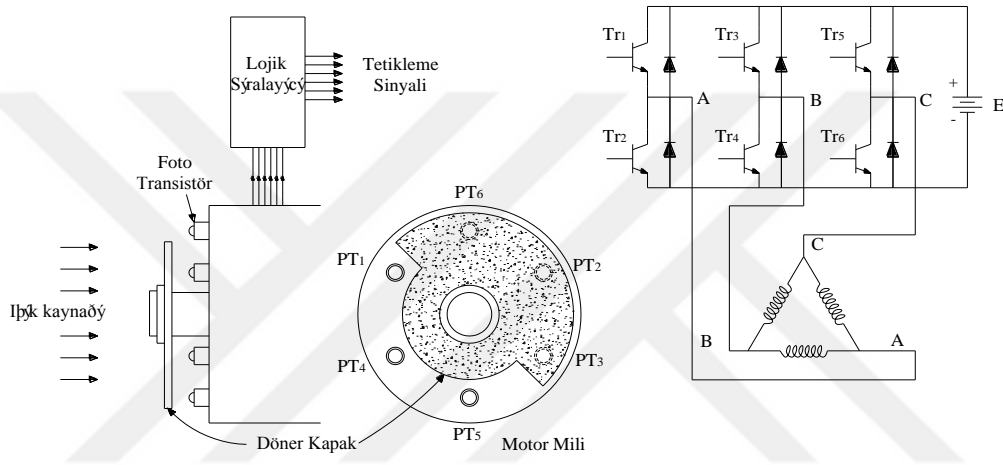 Lojik
Sýralayýcý
Tetikleme
Sinyali
Foto
Transistör
Iþýk kaynaðý
Döner Kapak
PT6
PT1
PT2
PT4
PT3
PT5
Motor Mili
Tr1
Tr3
Tr5
A
B
C
+
-
E
Tr2
Tr4
Tr6
C
B
A